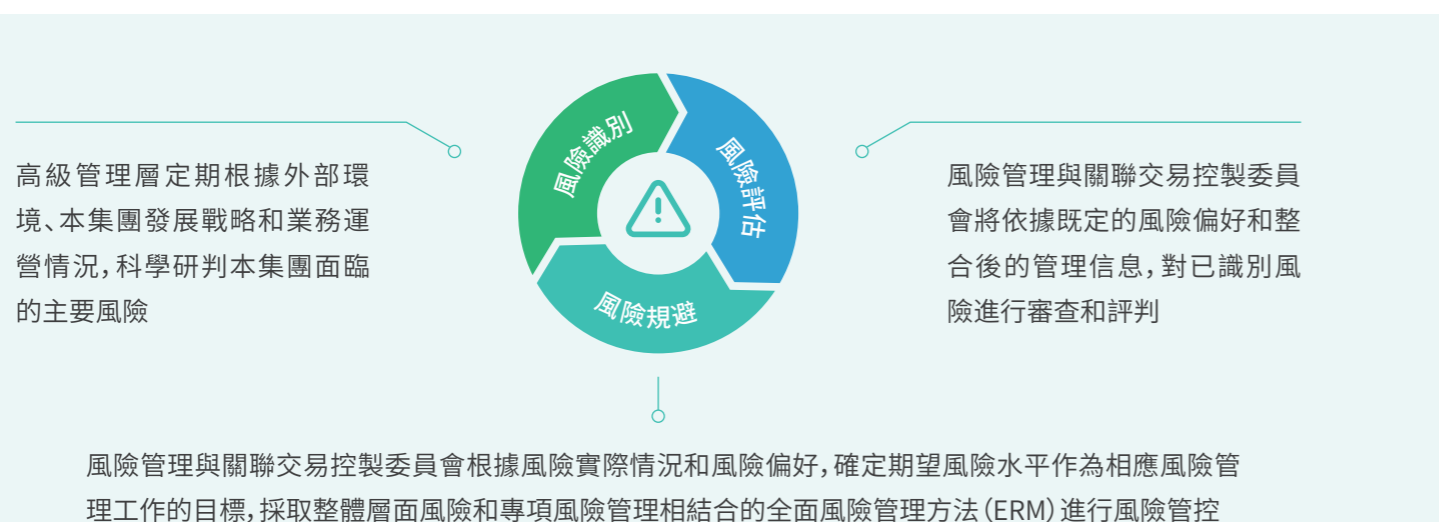 風險識別
風險評估
風險規避
高級管理層定期根據外部環
境、本集團發展戰略和業務運
營情況，科學研判本集團面臨
的主要風險
風險管理與關聯交易控製委員
會將依據既定的風險偏好和整
合後的管理信息，對已識別風
險進行審查和評判
風險管理與關聯交易控製委員會根據風險實際情況和風險偏好，確定期望風險水平作為相應風險管
理工作的目標，採取整體層面風險和專項風險管理相結合的全面風險管理方法（ERM）進行風險管控